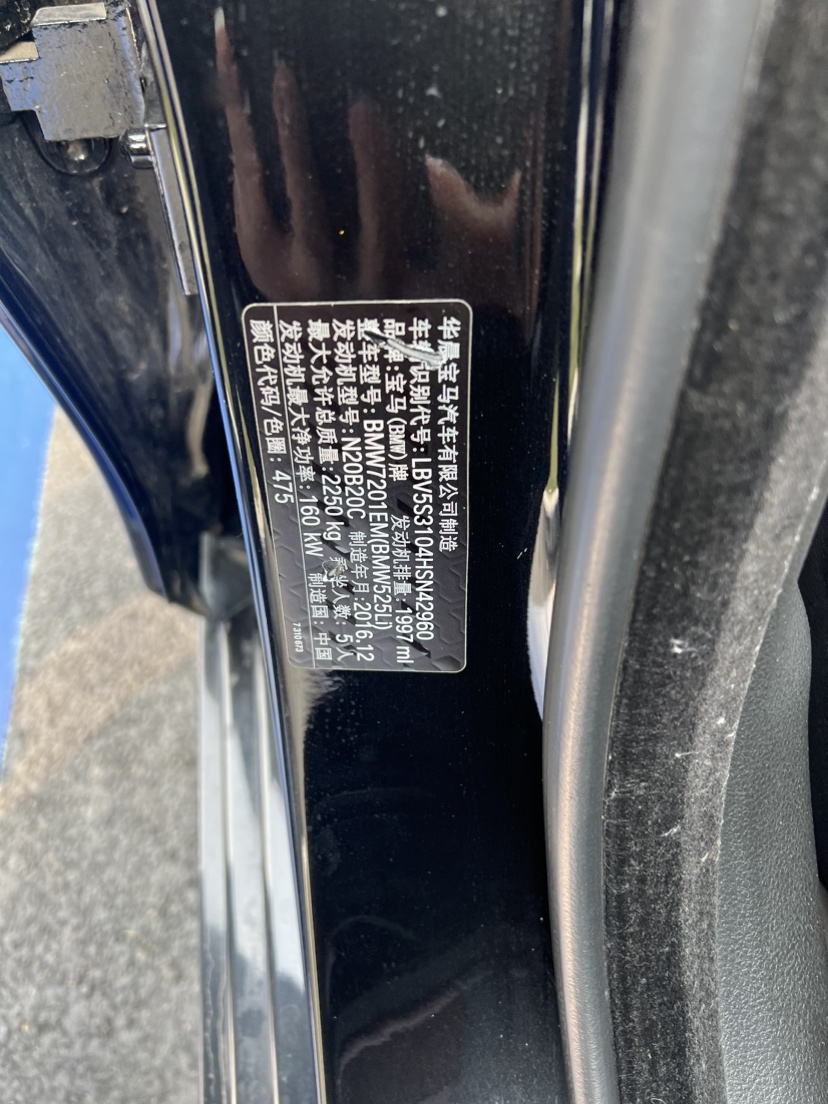 华晨宝马汽车有限公司制造
车辆识别代号: LBV5S3104HSN42960
品牌: 宝马(BMW)牌 发动机排量: 1997 ml
整车型号: BMW7201EM(BMW525Li)
发动机型号: N20B20C 制造年月: 2016.12
最大允许总质量: 2250 kg 乘坐人数: 5人
发动机最大净功率: 160 kW 制造国: 中国
颜色代码/色圈: 475
7310673